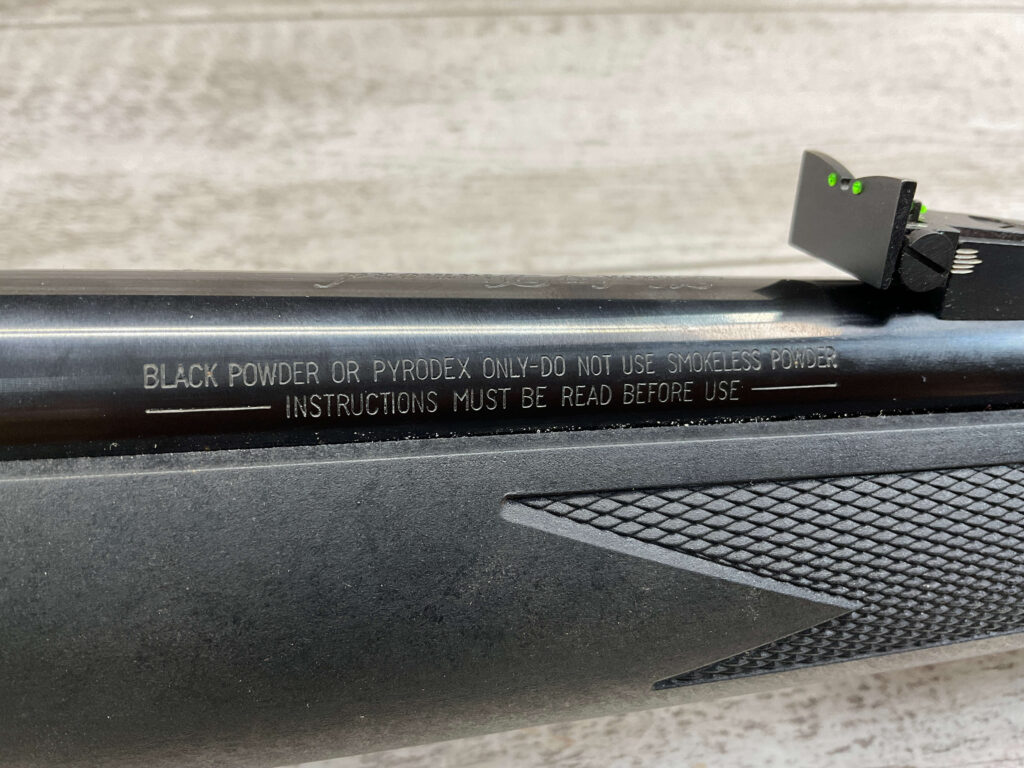 BLACK POWDER OR PYRODEX ONLY-DO NOT USE SMOKELESS POWDER
INSTRUCTIONS MUST BE READ BEFORE USE